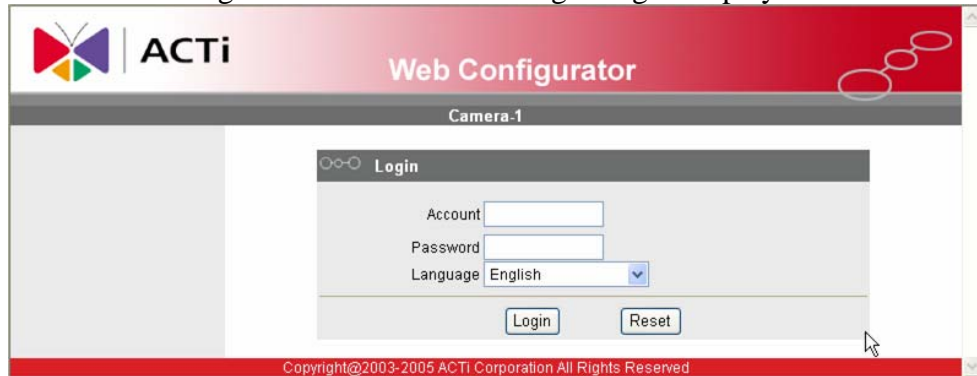 ACTi
Web Configurator
Camera-1
Login
Account
Password
Language English
Login Reset
Copyright@2003-2005 ACTi Corporation All Rights Reserved